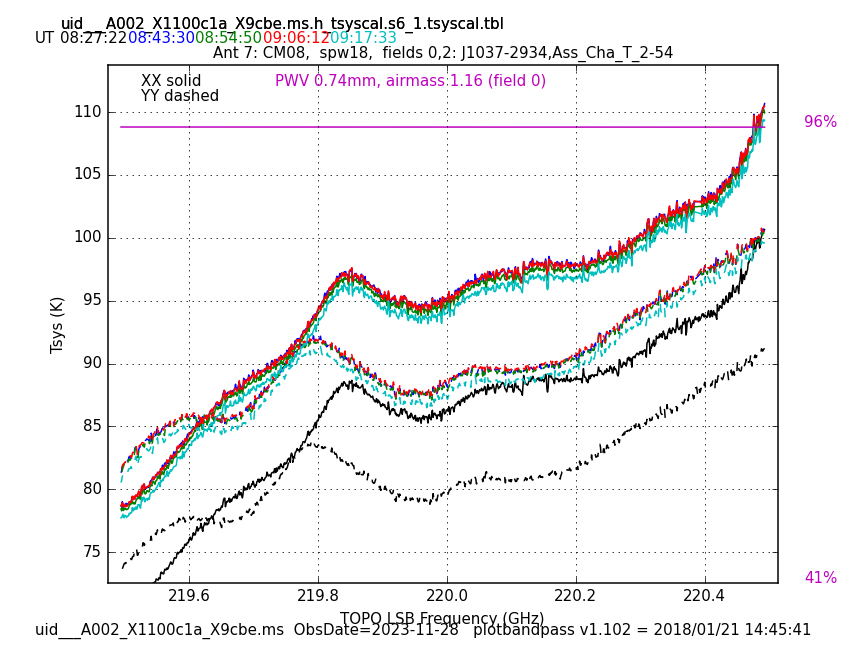 uid___A002_X1100c1a_X9cbe.ms.h_tsyscal.s6_1.tsyscal.tbl
UT 08:27:22 08:43:30 08:54:50 09:06:12 09:17:33
Ant 7: CM08,  spw18,  fields 0,2: J1037-2934,Ass_Cha_T_2-54
XX solid
PWV 0.74mm, airmass 1.16 (field 0)
YY dashed
96%
110
105
100
95
90
85
80
75
Tsys (K)
41%
219.6 219.8 220.0 220.2 220.4
TOPO LSB Frequency (GHz)
uid___A002_X1100c1a_X9cbe.ms  ObsDate=2023-11-28   plotbandpass v1.102 = 2018/01/21 14:45:41